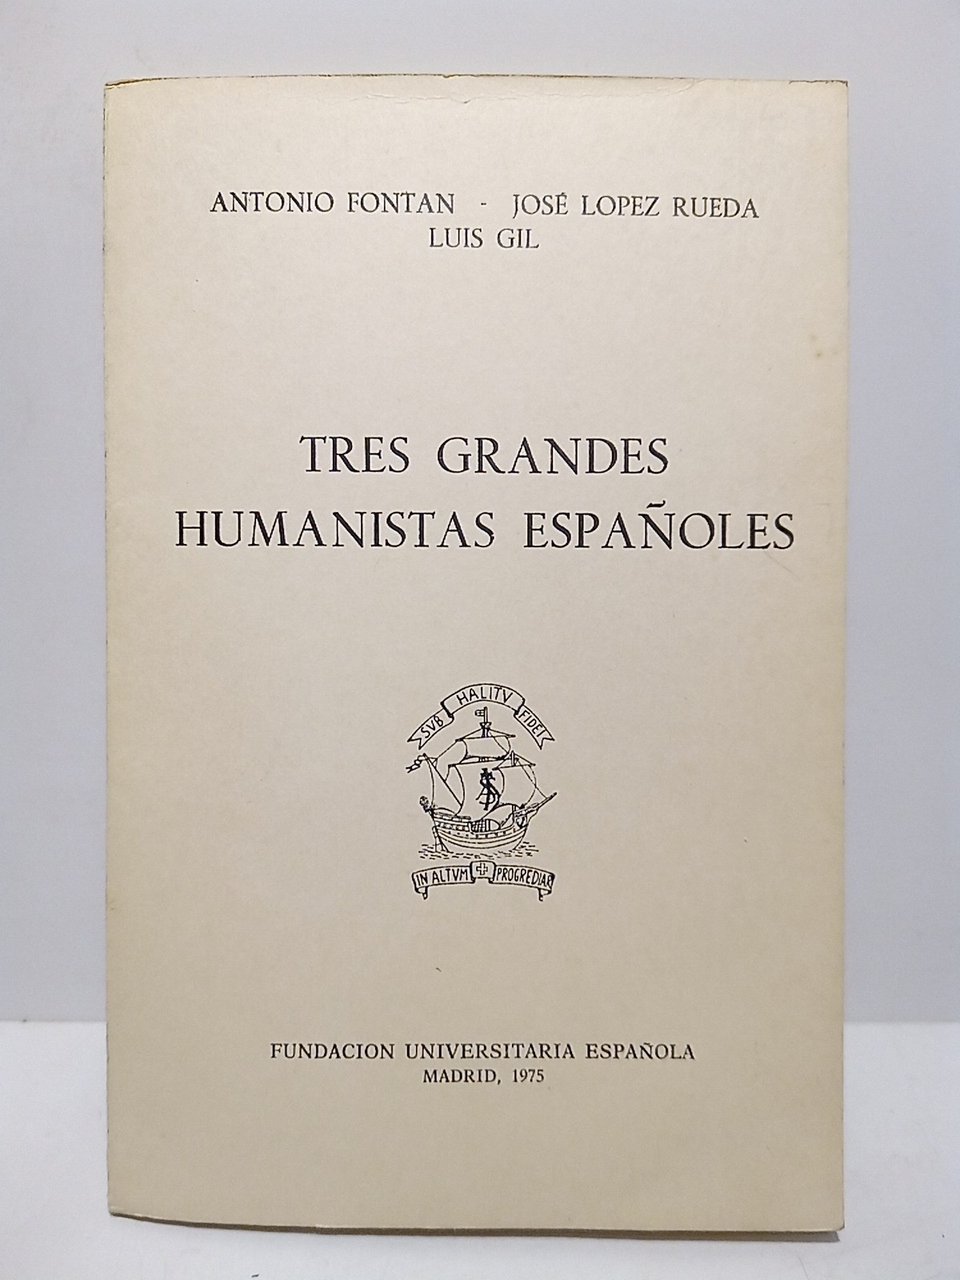 ANTONIO FONTAN - JOSÉ LOPEZ RUEDA
LUIS GIL
TRES GRANDES
HUMANISTAS ESPAÑOLES
SVB HALITV FIDEI
IN ALTVM PROGREDIAR
FUNDACION UNIVERSITARIA ESPAÑOLA
MADRID, 1975